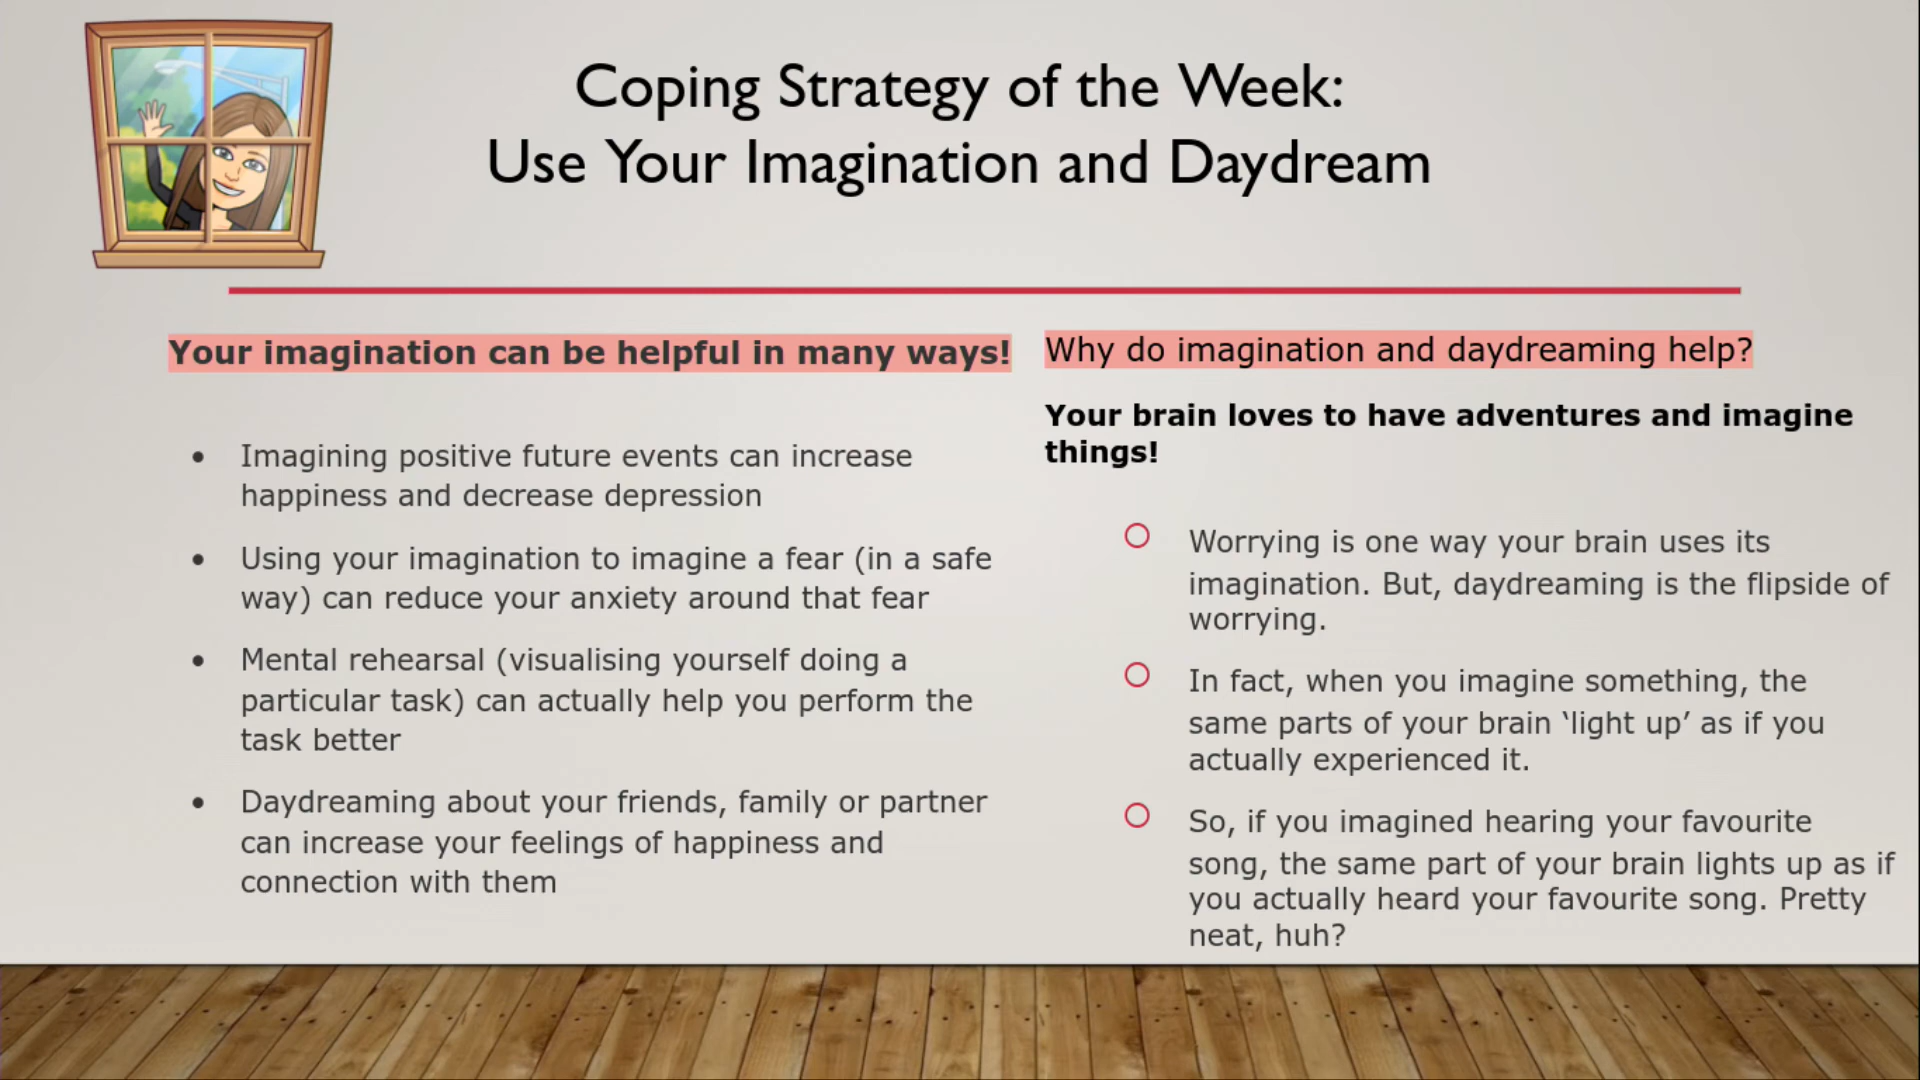 Coping Strategy of the Week:
Use Your Imagination and Daydream
Your imagination can be helpful in many ways!
Imagining positive future events can increase
happiness and decrease depression
Using your imagination to imagine a fear (in a safe
way) can reduce your anxiety around that fear
Mental rehearsal (visualising yourself doing a
particular task) can actually help you perform the
task better
Daydreaming about your friends, family or partner
can increase your feelings of happiness and
connection with them
Why do imagination and daydreaming help?
Your brain loves to have adventures and imagine
things!
Worrying is one way your brain uses its
imagination. But, daydreaming is the flipside of
worrying.
In fact, when you imagine something, the
same parts of your brain ‘light up’ as if you
actually experienced it.
So, if you imagined hearing your favourite
song, the same part of your brain lights up as if
you actually heard your favourite song. Pretty
neat, huh?